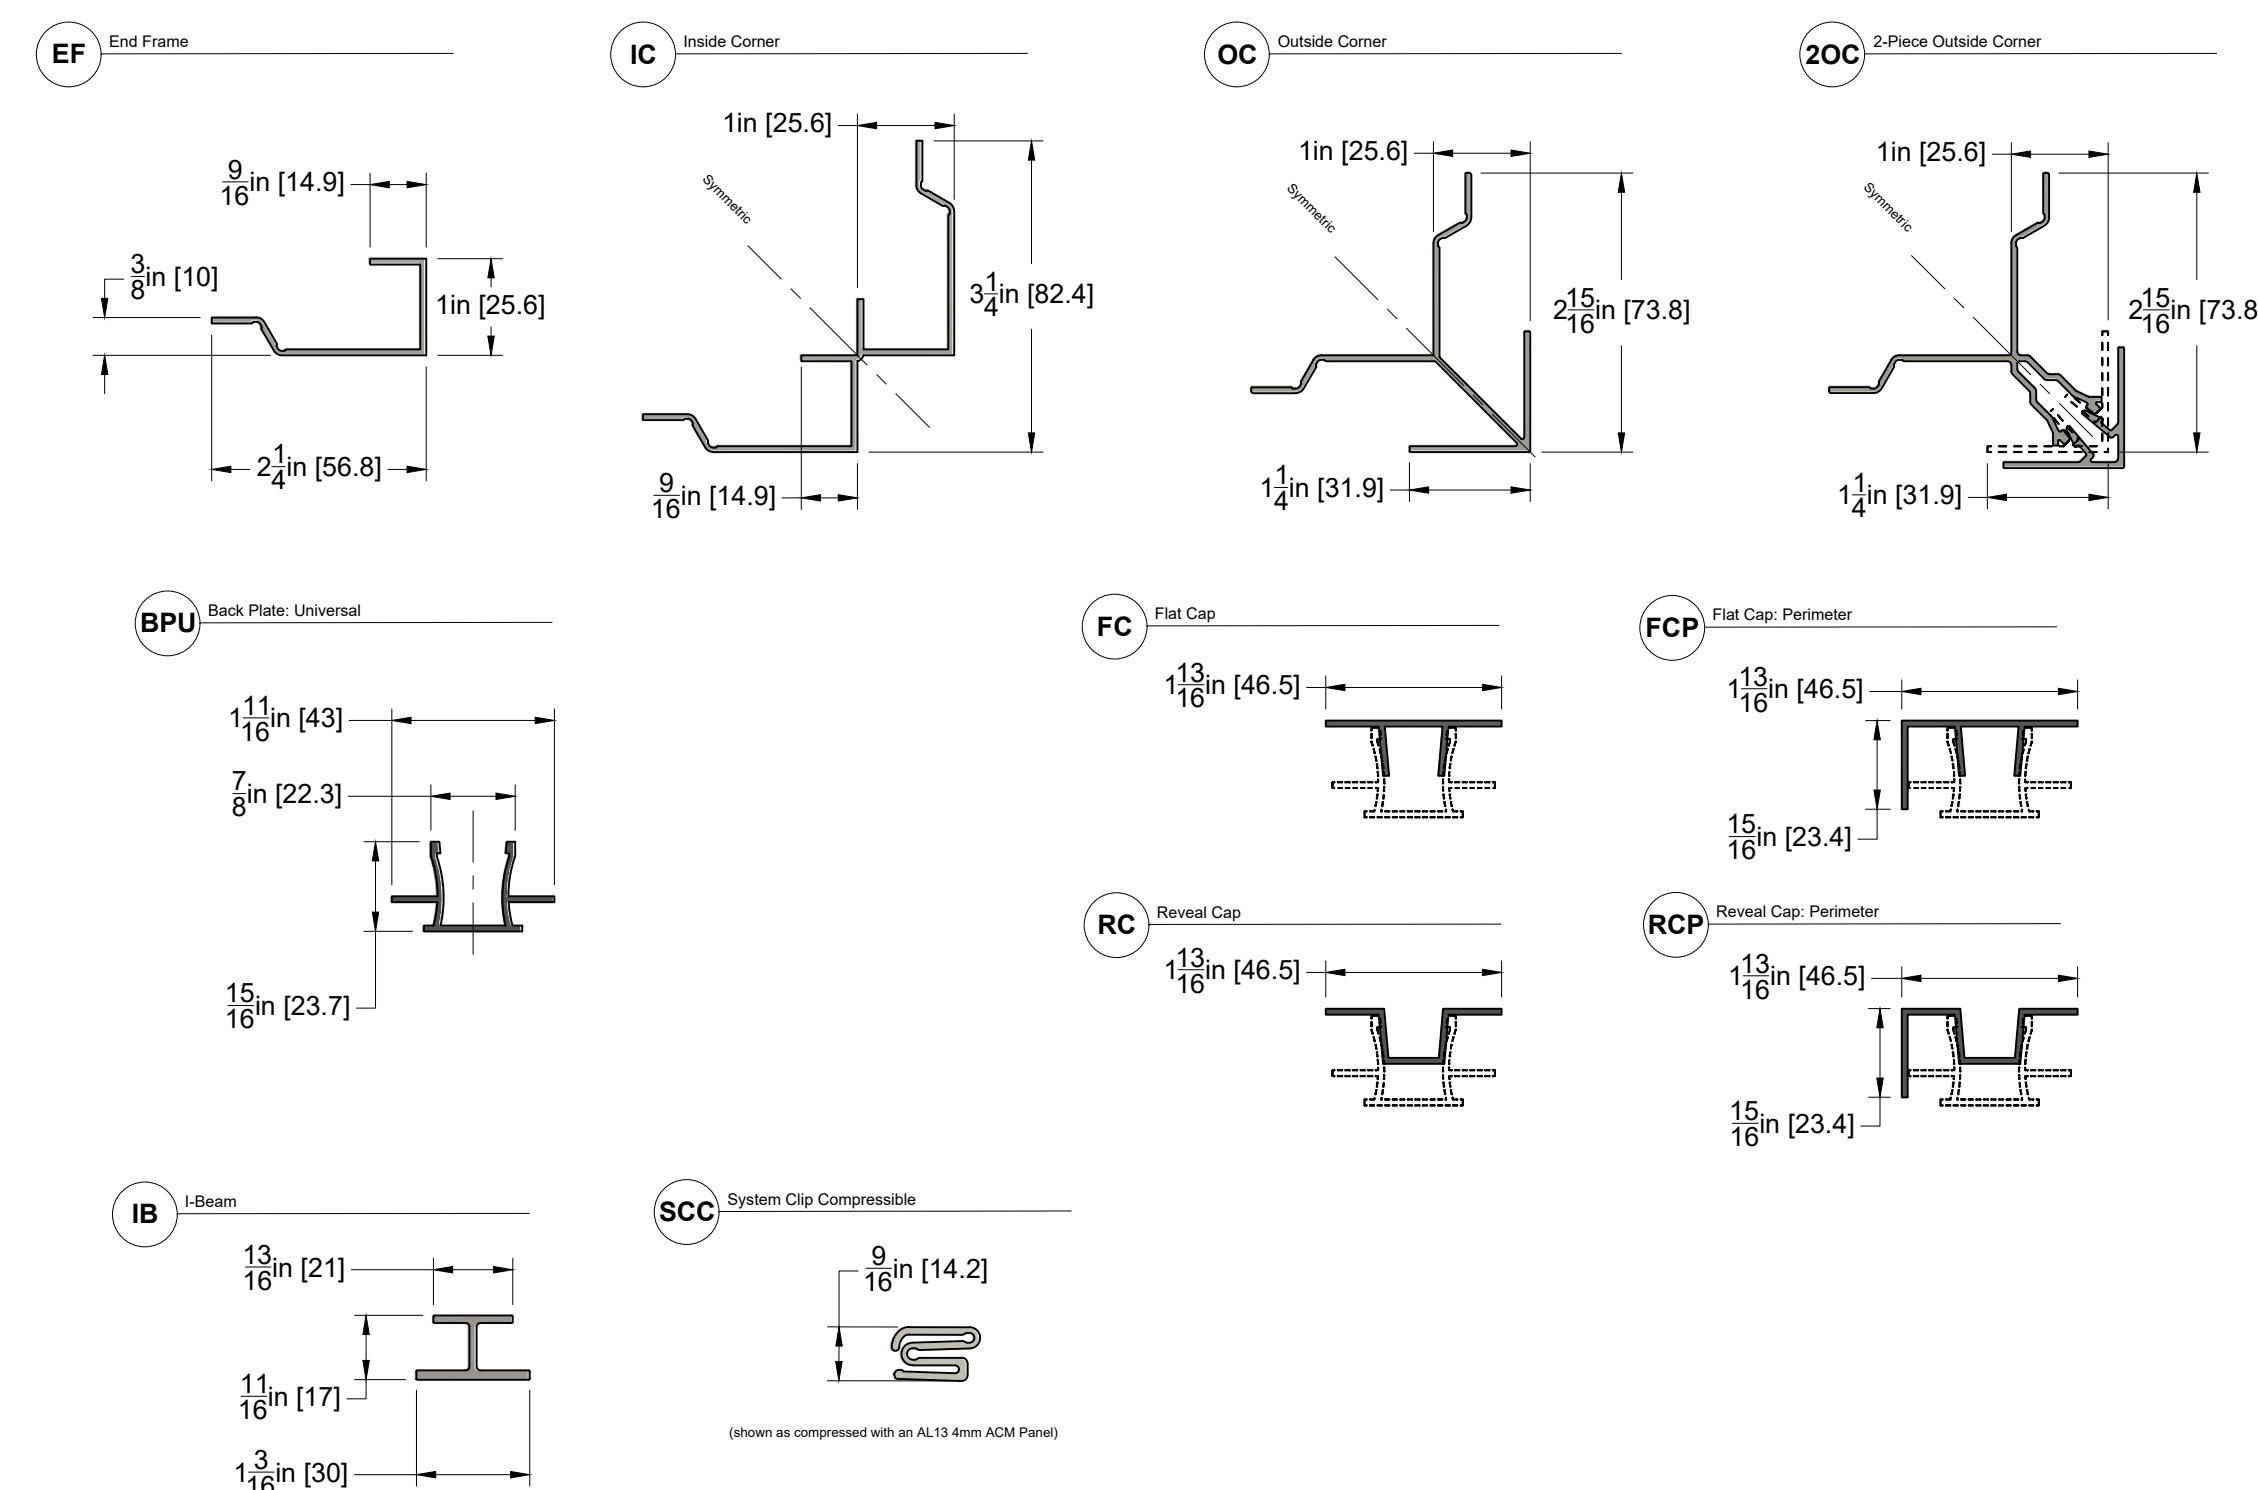 EF End Frame
9/16in [14.9]
3/8in [10]
1in [25.6]
2 1/4in [56.8]
IC Inside Corner
1in [25.6]
Symmetric
3 1/4in [82.4]
9/16in [14.9]
OC Outside Corner
1in [25.6]
Symmetric
2 15/16in [73.8]
1 1/4in [31.9]
2OC 2-Piece Outside Corner
1in [25.6]
Symmetric
2 15/16in [73.8
1 1/4in [31.9]
BPU Back Plate: Universal
1 11/16in [43]
7/8in [22.3]
15/16in [23.7]
FC Flat Cap
1 13/16in [46.5]
FCP Flat Cap: Perimeter
1 13/16in [46.5]
15/16in [23.4]
RC Reveal Cap
1 13/16in [46.5]
RCP Reveal Cap: Perimeter
1 13/16in [46.5]
15/16in [23.4]
IB I-Beam
13/16in [21]
11/16in [17]
1 3/16in [30]
SCC System Clip Compressible
9/16in [14.2]
(shown as compressed with an AL13 4mm ACM Panel)